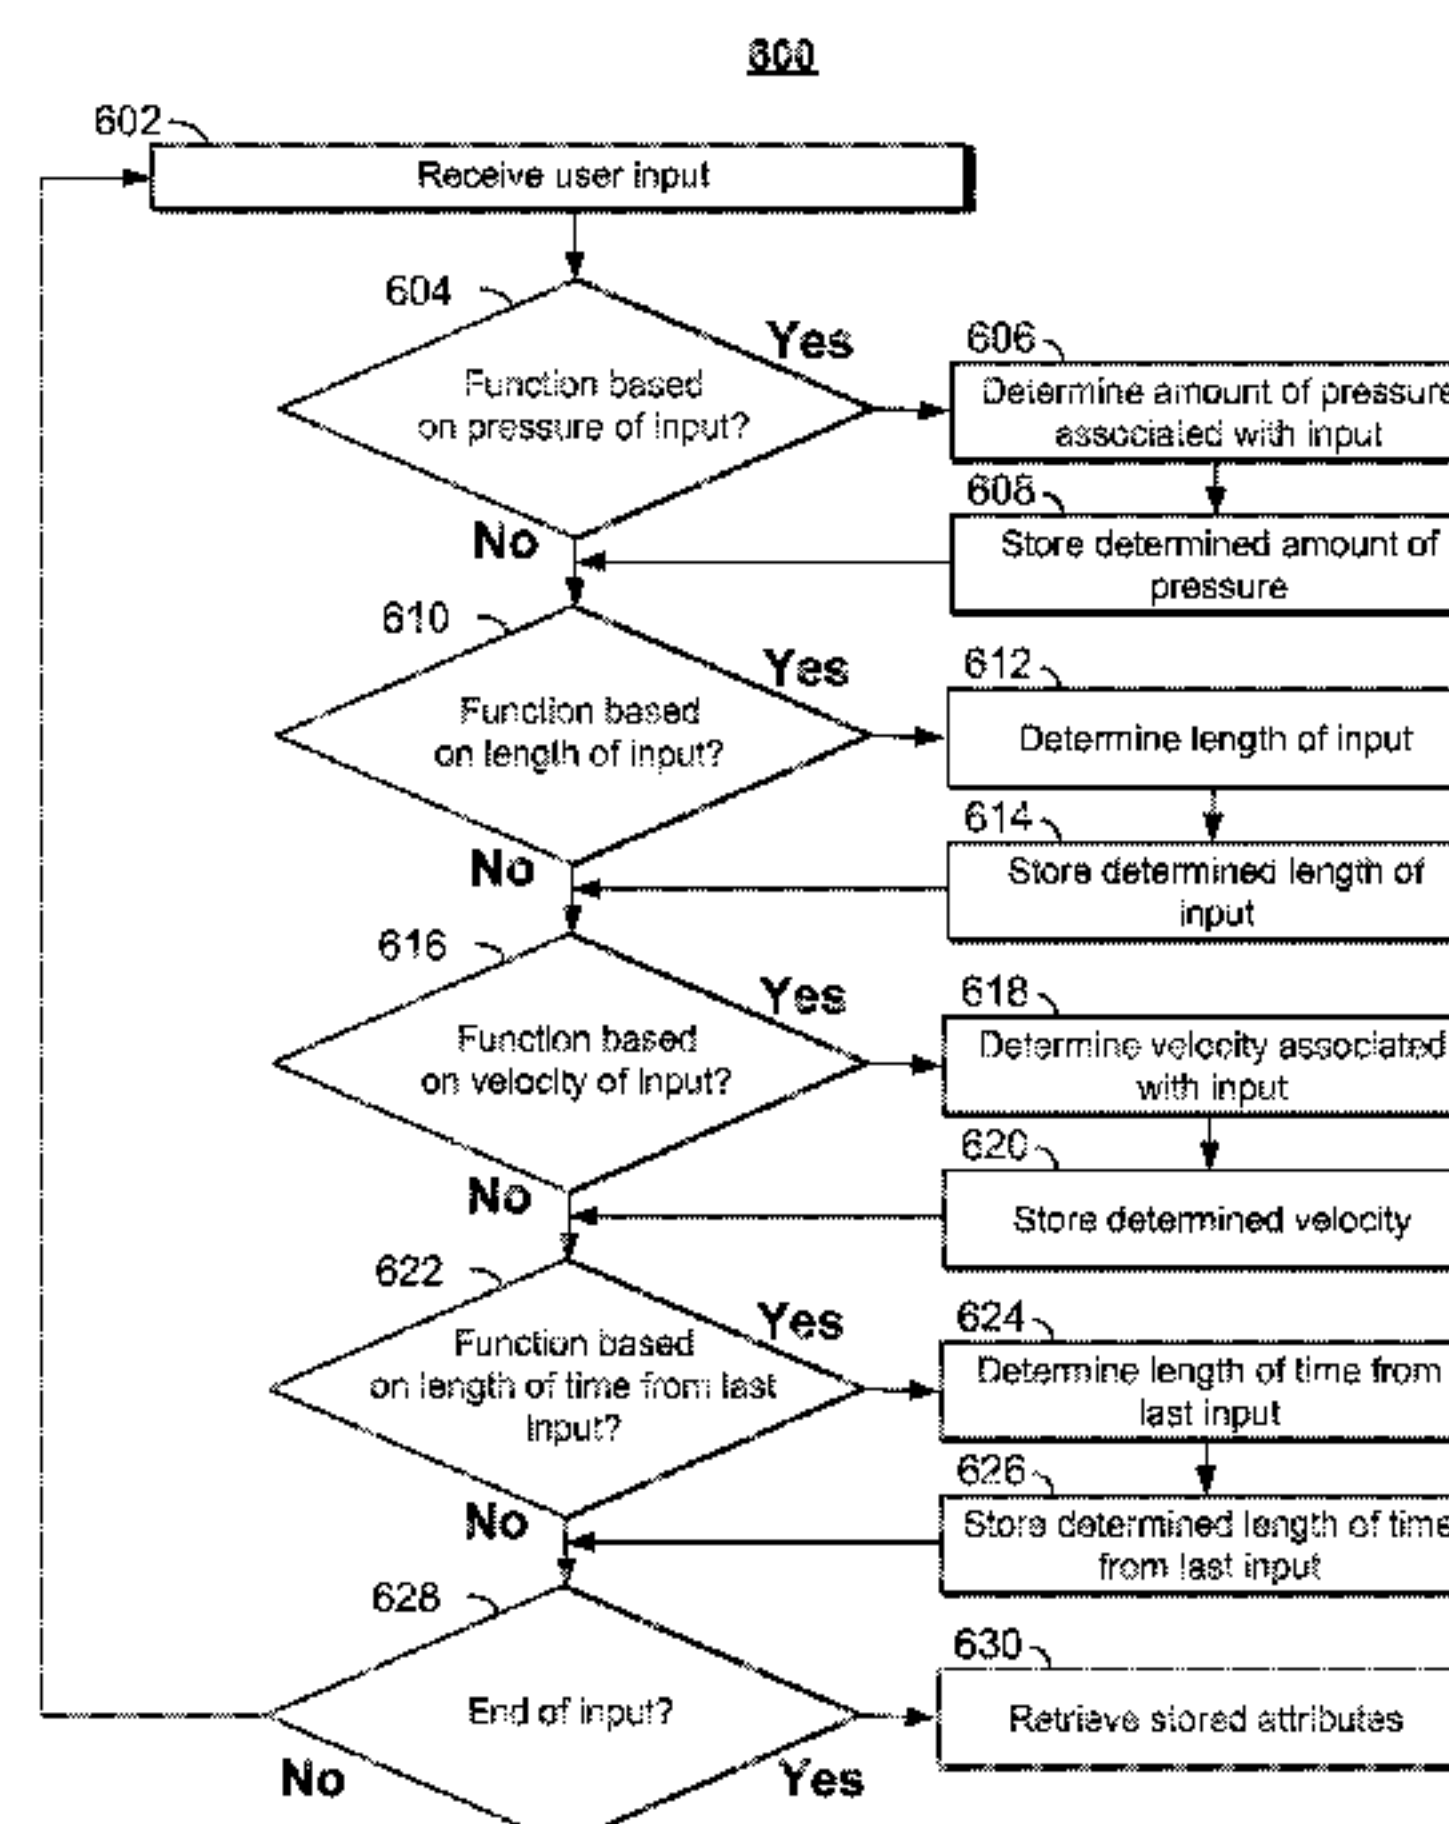 600
602
Receive user input
604
Function based
on pressure of input?
Yes
No
606
Determine amount of pressure
associated with input
608
Store determined amount of
pressure
610
Function based
on length of input?
Yes
No
612
Determine length of input
614
Store determined length of
input
616
Function based
on velocity of input?
Yes
No
618
Determine velocity associated
with input
620
Store determined velocity
622
Function based
on length of time from last
input?
Yes
No
624
Determine length of time from
last input
626
Store determined length of time
from last input
628
End of input?
No
Yes
630
Retrieve stored attributes